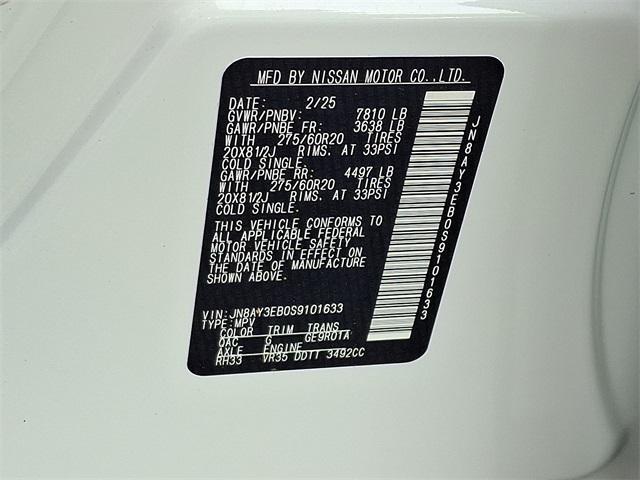 MFD BY NISSAN MOTOR CO.,LTD.
DATE: 2/25
GVWR/PNBV: 7810 LB
GAWR/PNBE FR: 3638 LB
WITH 275/60R20 TIRES
20X81/2J RIMS. AT 33PSI
COLD SINGLE.
GAWR/PNBE RR: 4497 LB
WITH 275/60R20 TIRES
20X81/2J RIMS. AT 33PSI
COLD SINGLE.
THIS VEHICLE CONFORMS TO
ALL APPLICABLE FEDERAL
MOTOR VEHICLE SAFETY
STANDARDS IN EFFECT ON
THE DATE OF MANUFACTURE
SHOWN ABOVE.
VIN: JN8AY3EB0S9101633
TYPE: MPV
COLOR TRIM TRANS
QAC G GE9R01A
AXLE ENGINE
RH33 VR35 DDTT 3492CC
JN8AY3EB0S9101633